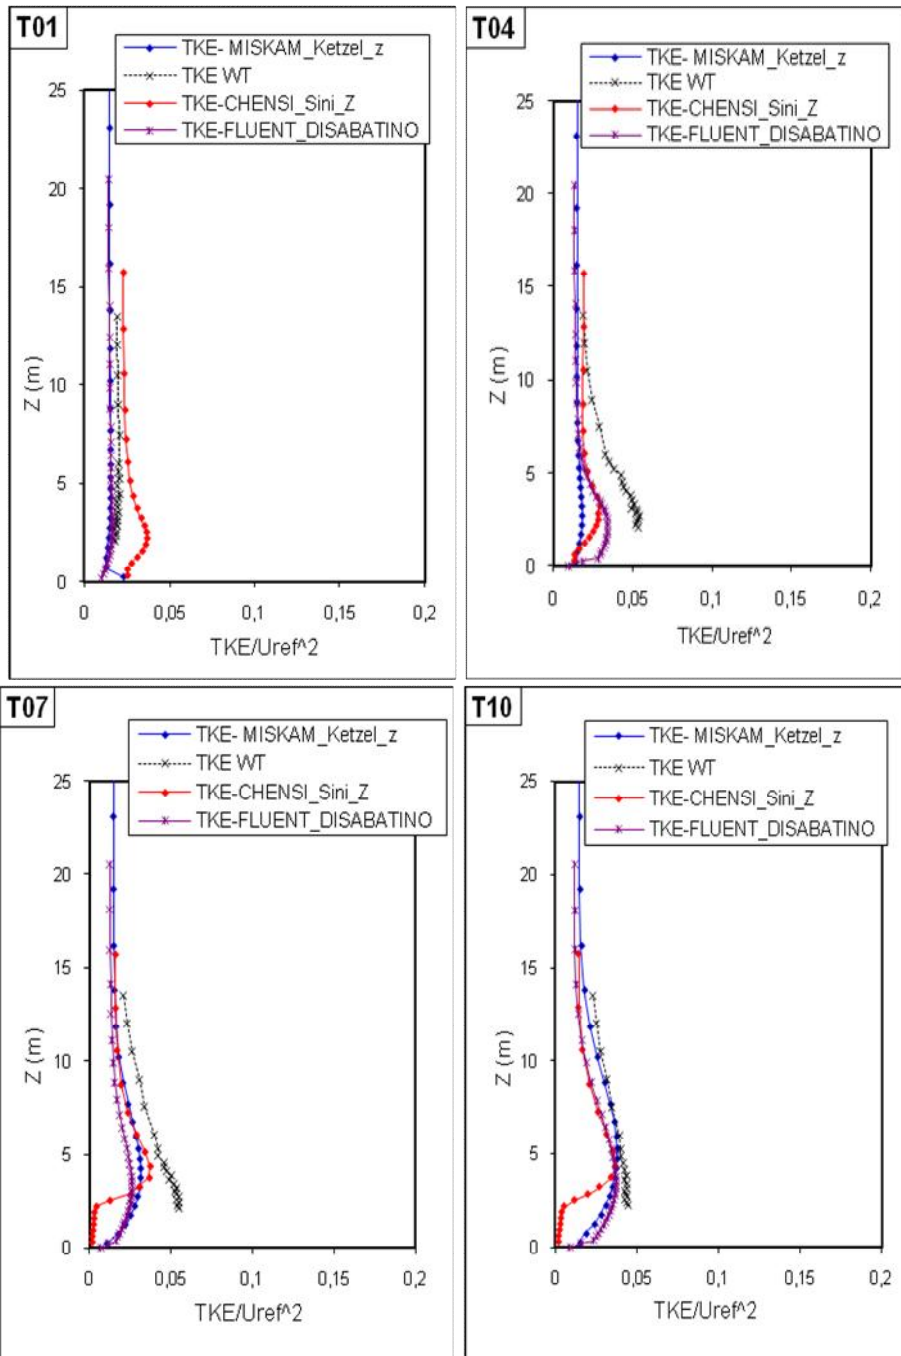 T01
TKE- MISKAM_Ketzel_z
TKE WT
TKE-CHENSI_Sini_Z
TKE-FLUENT_DISABATINO
25
20
15
10
5
0
Z (m)
0 0,05 0,1 0,15 0,2
TKE/Uref^2
T04
TKE- MISKAM_Ketzel_z
TKE WT
TKE-CHENSI_Sini_Z
TKE-FLUENT_DISABATINO
25
20
15
10
5
0
Z (m)
0 0,05 0,1 0,15 0,2
TKE/Uref^2
T07
TKE- MISKAM_Ketzel_z
TKE WT
TKE-CHENSI_Sini_Z
TKE-FLUENT_DISABATINO
25
20
15
10
5
0
Z (m)
0 0,05 0,1 0,15 0,2
TKE/Uref^2
T10
TKE- MISKAM_Ketzel_z
TKE WT
TKE-CHENSI_Sini_Z
TKE-FLUENT_DISABATINO
25
20
15
10
5
0
Z (m)
0 0,05 0,1 0,15 0,2
TKE/Uref^2